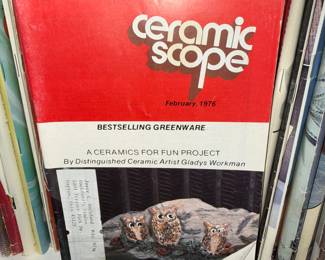 ceramic
scope
February, 1976
BESTSELLING GREENWARE
A CERAMICS FOR FUN PROJECT
By Distinguished Ceramic Artist Gladys Workman